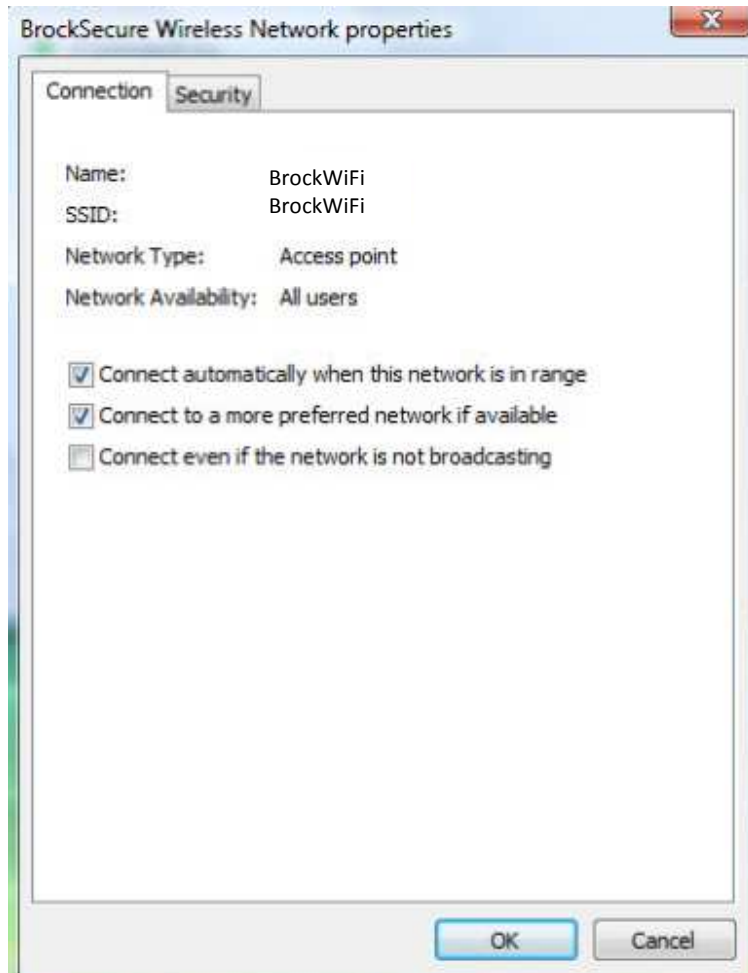 BrockSecure Wireless Network properties
Connection Security
Name: BrockWiFi
SSID: BrockWiFi
Network Type: Access point
Network Availability: All users
Connect automatically when this network is in range
Connect to a more preferred network if available
Connect even if the network is not broadcasting
OK Cancel